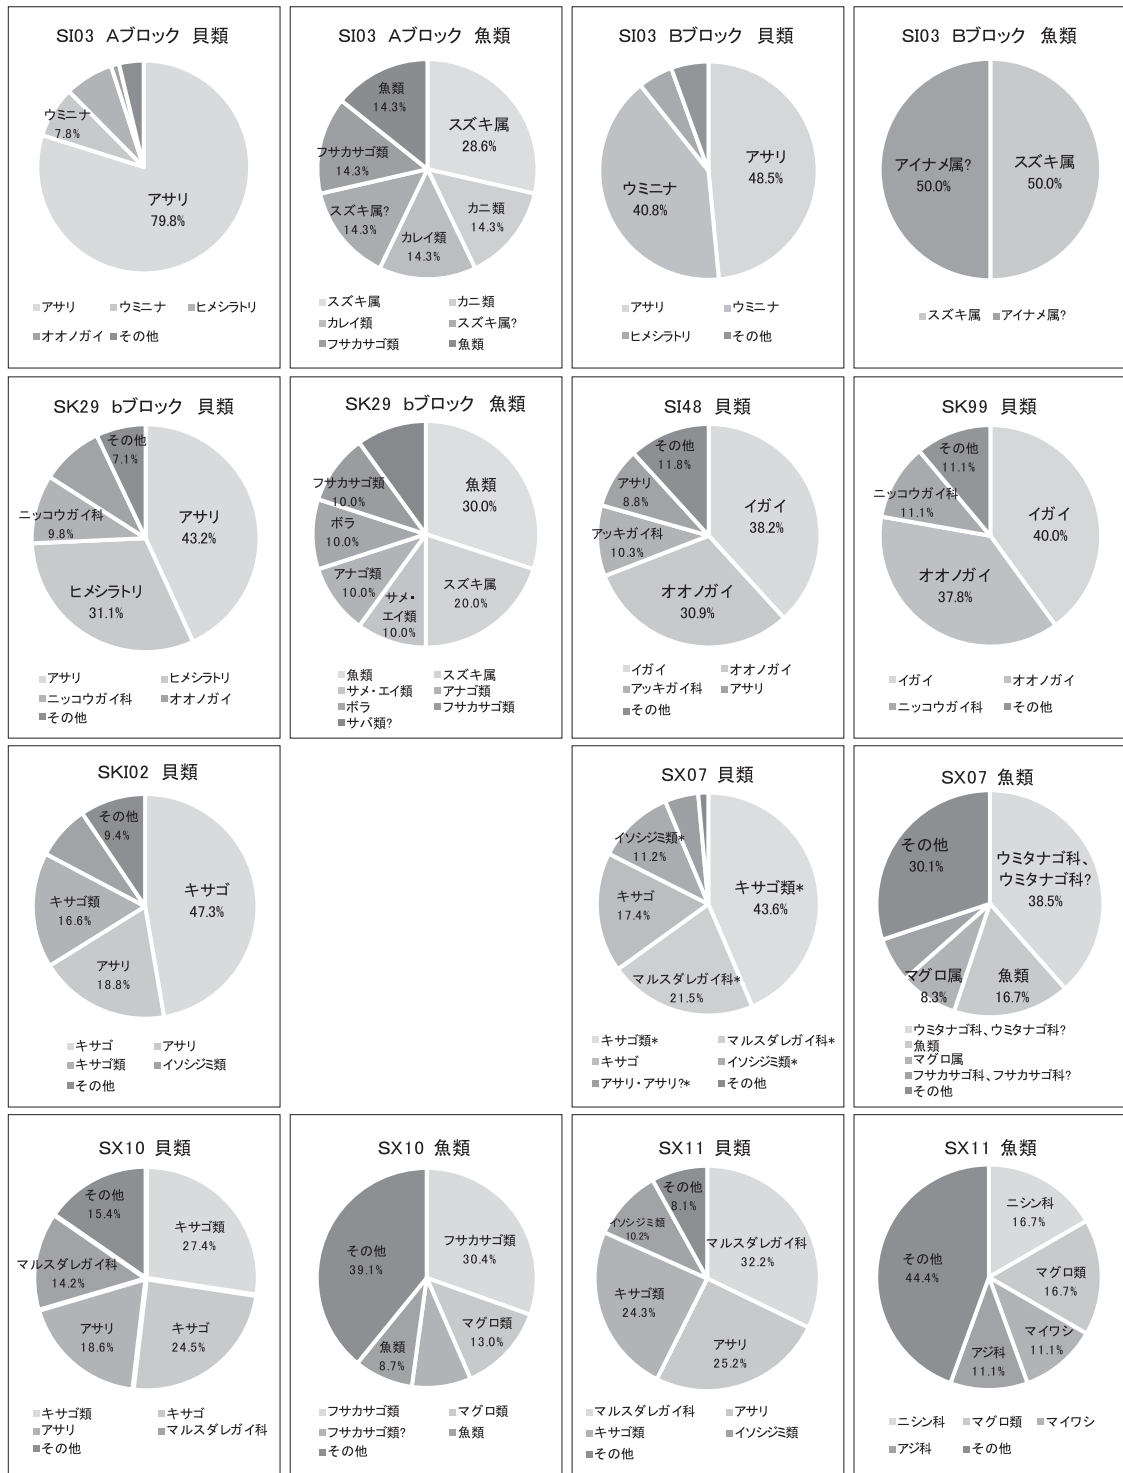 SI03 Aブロック 貝類
ウミニナ
7.8%
アサリ
79.8%
アサリ ウミニナ ヒメシラトリ
オオノガイ その他
SI03 Aブロック 魚類
魚類
14.3%
スズキ属
28.6%
フサカサゴ類
14.3%
スズキ属?
14.3%
カレイ類
14.3%
カニ類
14.3%
スズキ属 カニ類
カレイ類 スズキ属?
フサカサゴ類 魚類
SI03 Bブロック 貝類
アサリ
48.5%
ウミニナ
40.8%
アサリ ウミニナ
ヒメシラトリ その他
SI03 Bブロック 魚類
アイナメ属?
50.0%
スズキ属
50.0%
スズキ属 アイナメ属?
SK29 bブロック 貝類
その他
7.1%
アサリ
43.2%
ニッコウガイ科
9.8%
ヒメシラトリ
31.1%
アサリ ヒメシラトリ
ニッコウガイ科 オオノガイ
その他
SK29 bブロック 魚類
フサカサゴ類
10.0%
魚類
30.0%
ボラ
10.0%
アナゴ類
10.0%
サメ・
エイ類
10.0%
スズキ属
20.0%
魚類 スズキ属
サメ・エイ類 アナゴ類
ボラ フサカサゴ類
サバ類?
SI48 貝類
その他
11.8%
アサリ
8.8%
イガイ
38.2%
アッキガイ科
10.3%
オオノガイ
30.9%
イガイ オオノガイ
アッキガイ科 アサリ
その他
SK99 貝類
その他
11.1%
ニッコウガイ科
11.1%
イガイ
40.0%
オオノガイ
37.8%
イガイ オオノガイ
ニッコウガイ科 その他
SKI02 貝類
その他
9.4%
キサゴ
47.3%
キサゴ類
16.6%
アサリ
18.8%
キサゴ アサリ
キサゴ類 イソシジミ類
その他
SX07 貝類
イソシジミ類*
11.2%
キサゴ類*
43.6%
キサゴ
17.4%
マルスダレガイ科*
21.5%
キサゴ類* マルスダレガイ科*
キサゴ イソシジミ類*
アサリ・アサリ?* その他
SX07 魚類
その他
30.1%
ウミタナゴ科、
ウミタナゴ科?
38.5%
マグロ属
8.3%
魚類
16.7%
ウミタナゴ科、ウミタナゴ科?
魚類
マグロ属
フサカサゴ科、フサカサゴ科?
その他
SX10 貝類
その他
15.4%
キサゴ類
27.4%
マルスダレガイ科
14.2%
アサリ
18.6%
キサゴ
24.5%
キサゴ類 キサゴ
アサリ マルスダレガイ科
その他
SX10 魚類
その他
39.1%
フサカサゴ類
30.4%
マグロ類
13.0%
魚類
8.7%
フサカサゴ類 マグロ類
フサカサゴ類? 魚類
その他
SX11 貝類
その他
8.1%
イソシジミ類
10.2%
マルスダレガイ科
32.2%
キサゴ類
24.3%
アサリ
25.2%
マルスダレガイ科 アサリ
キサゴ類 イソシジミ類
その他
SX11 魚類
ニシン科
16.7%
その他
44.4%
マグロ類
16.7%
マイワシ
11.1%
アジ科
11.1%
ニシン科 マグロ類 マイワシ
アジ科 その他